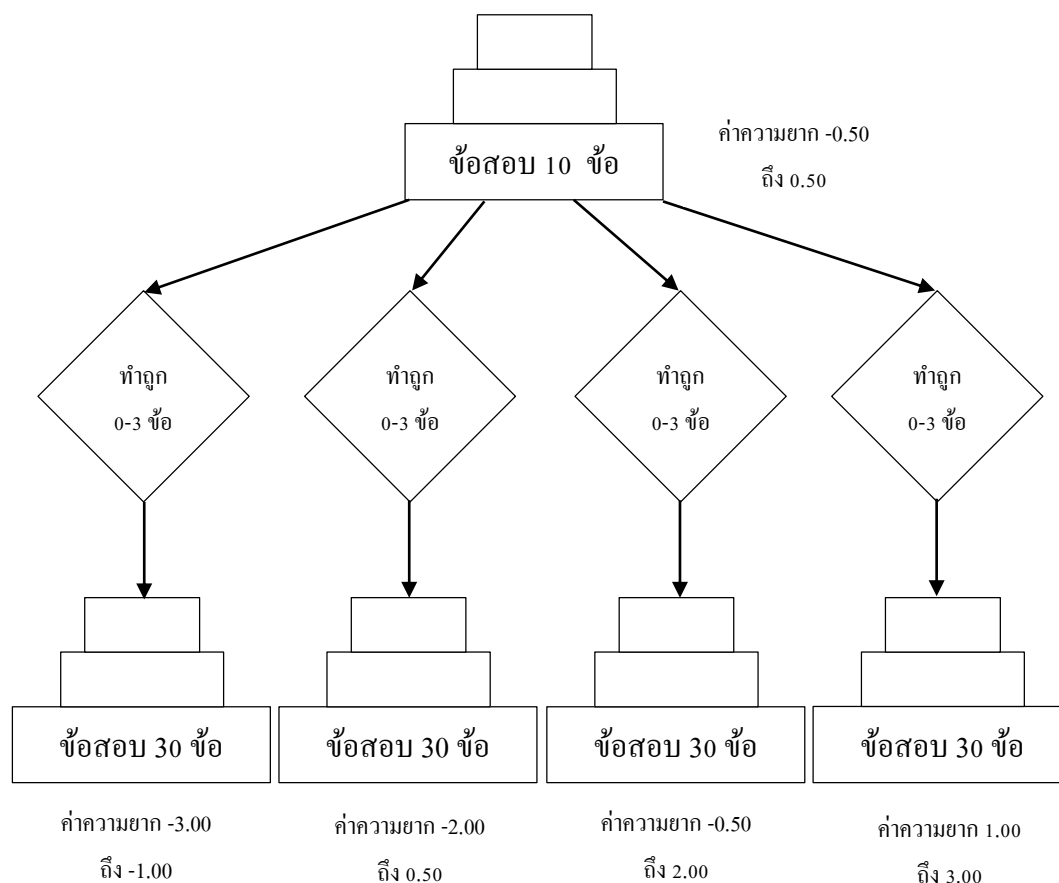 ข้อสอบ 10 ข้อ
ค่าความยาก -0.50
ถึง 0.50
ทำถูก
0-3 ข้อ
ทำถูก
0-3 ข้อ
ทำถูก
0-3 ข้อ
ทำถูก
0-3 ข้อ
ข้อสอบ 30 ข้อ
ข้อสอบ 30 ข้อ
ข้อสอบ 30 ข้อ
ข้อสอบ 30 ข้อ
ค่าความยาก -3.00
ถึง -1.00
ค่าความยาก -2.00
ถึง 0.50
ค่าความยาก -0.50
ถึง 2.00
ค่าความยาก 1.00
ถึง 3.00